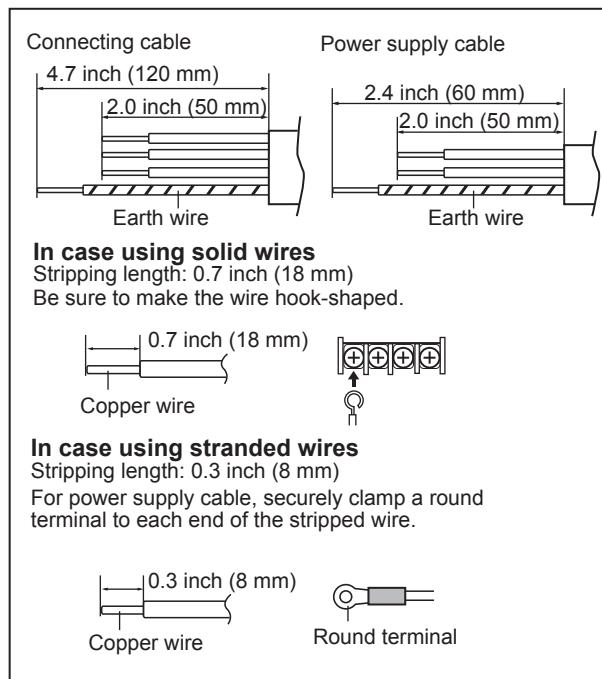 Connecting cable
4.7 inch (120 mm)
2.0 inch (50 mm)
Earth wire
Power supply cable
2.4 inch (60 mm)
2.0 inch (50 mm)
Earth wire
In case using solid wires
Stripping length: 0.7 inch (18 mm)
Be sure to make the wire hook-shaped.
0.7 inch (18 mm)
Copper wire
In case using stranded wires
Stripping length: 0.3 inch (8 mm)
For power supply cable, securely clamp a round
terminal to each end of the stripped wire.
0.3 inch (8 mm)
Copper wire
Round terminal